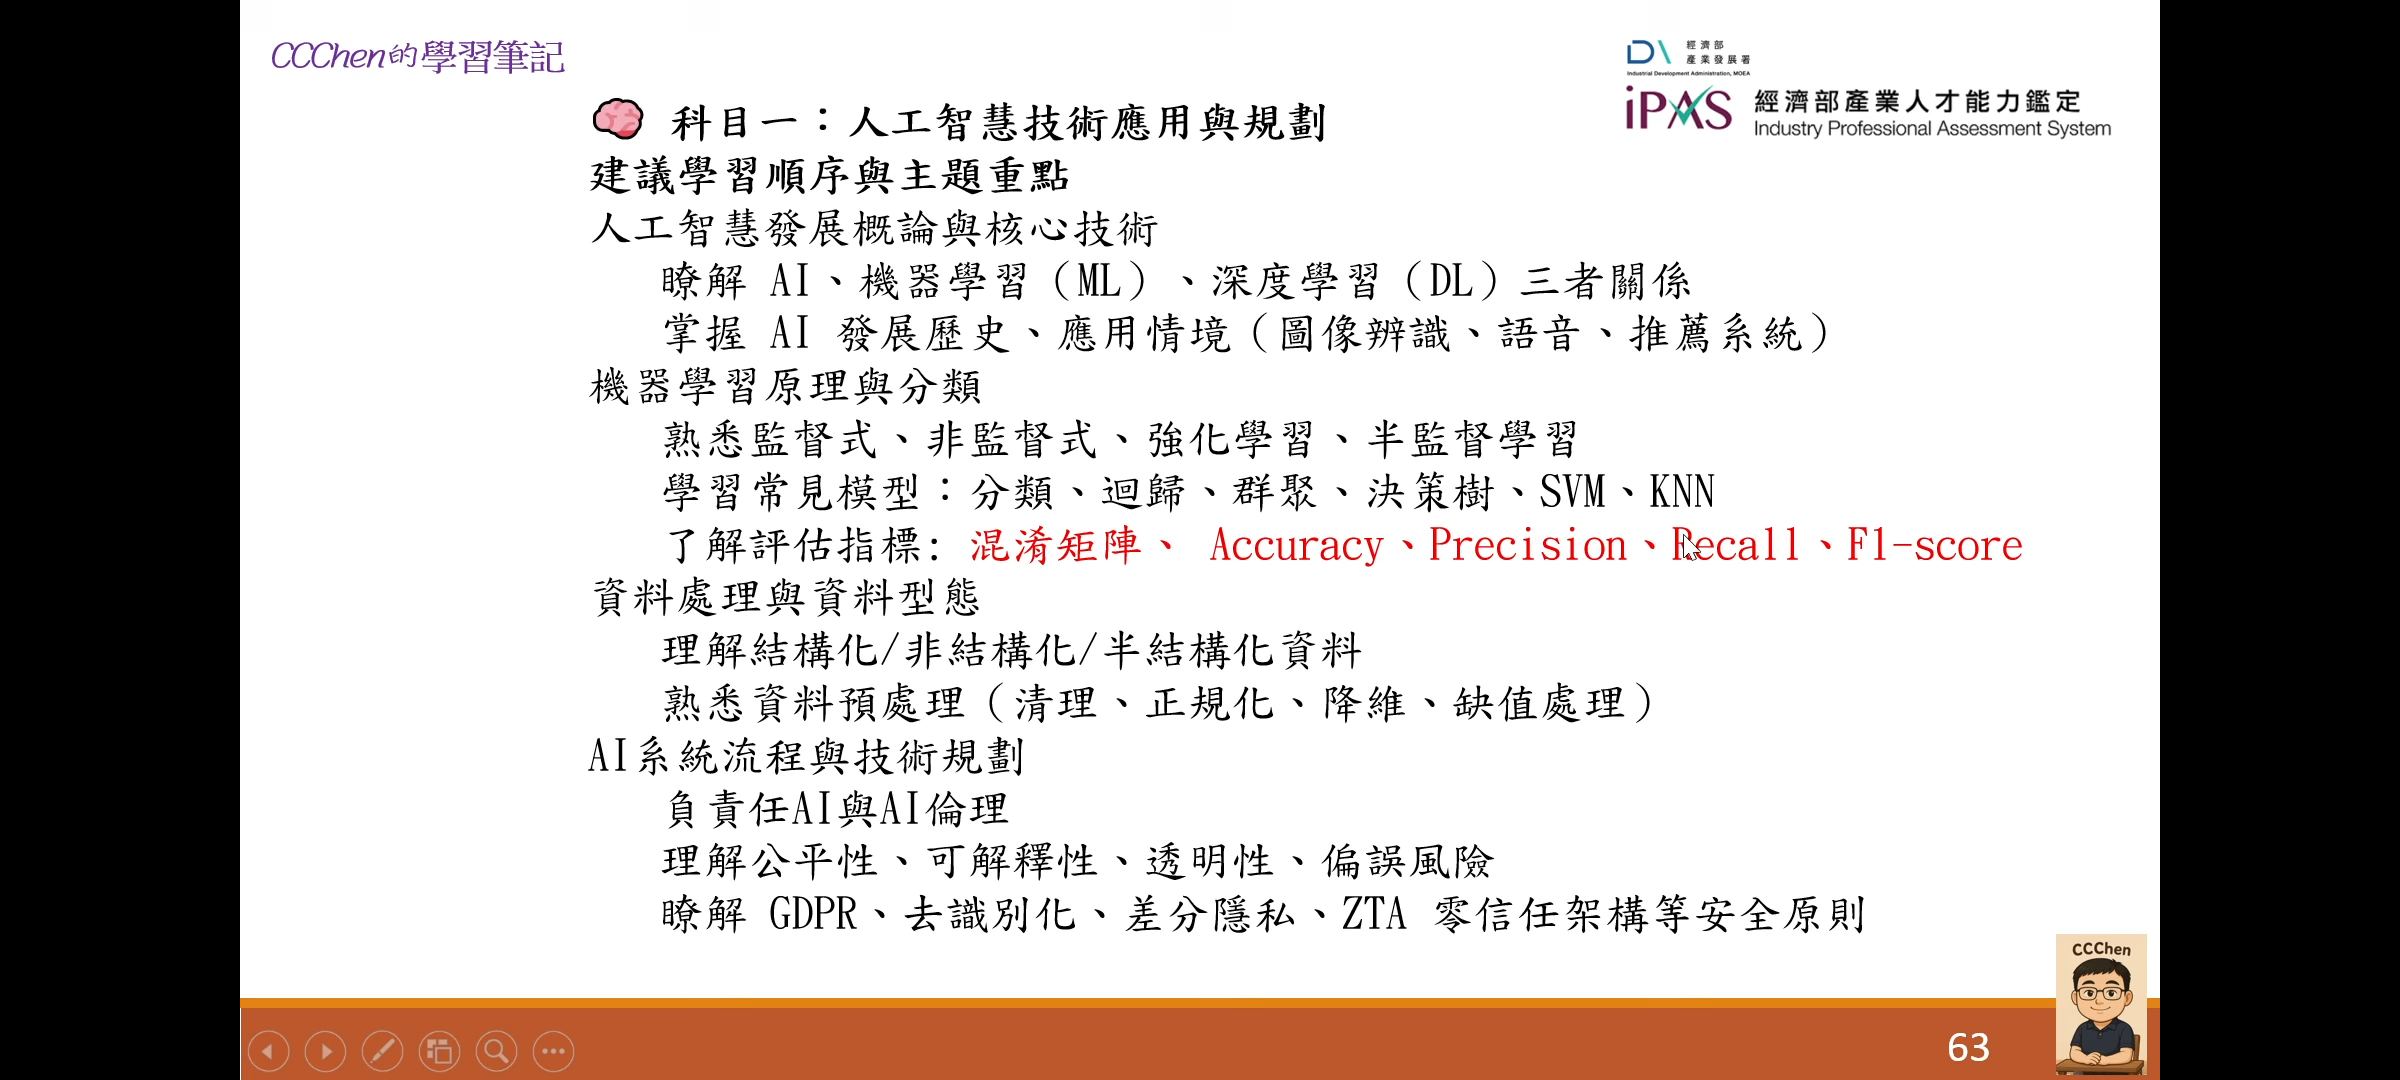 CCChen的學習筆記
經濟部
產業發展署
Industrial Development Administration, MOEA
iPAS 經濟部產業人才能力鑑定
Industry Professional Assessment System
科目一：人工智慧技術應用與規劃
建議學習順序與主題重點
人工智慧發展概論與核心技術
瞭解 AI、機器學習（ML）、深度學習（DL）三者關係
掌握 AI 發展歷史、應用情境（圖像辨識、語音、推薦系統）
機器學習原理與分類
熟悉監督式、非監督式、強化學習、半監督學習
學習常見模型：分類、迴歸、群聚、決策樹、SVM、KNN
了解評估指標: 混淆矩陣、 Accuracy、Precision、Recall、F1-score
資料處理與資料型態
理解結構化/非結構化/半結構化資料
熟悉資料預處理（清理、正規化、降維、缺值處理）
AI系統流程與技術規劃
負責任AI與AI倫理
理解公平性、可解釋性、透明性、偏誤風險
瞭解 GDPR、去識別化、差分隱私、ZTA 零信任架構等安全原則
CCChen
63